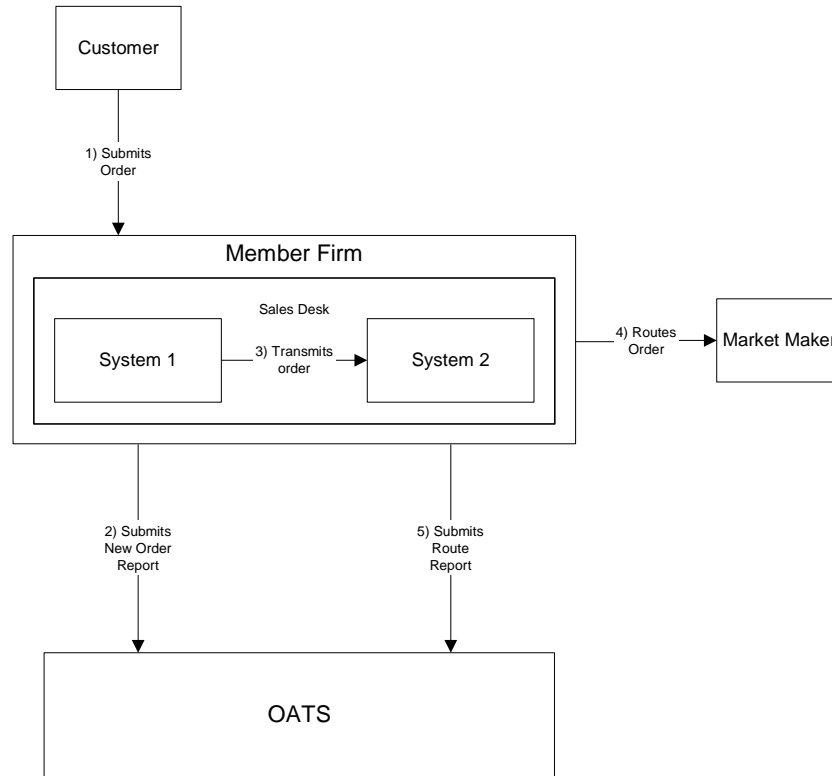 Customer
1) Submits
Order
Member Firm
Sales Desk
System 1
3) Transmits
order
System 2
4) Routes
Order
Market Maker
2) Submits
New Order
Report
5) Submits
Route
Report
OATS